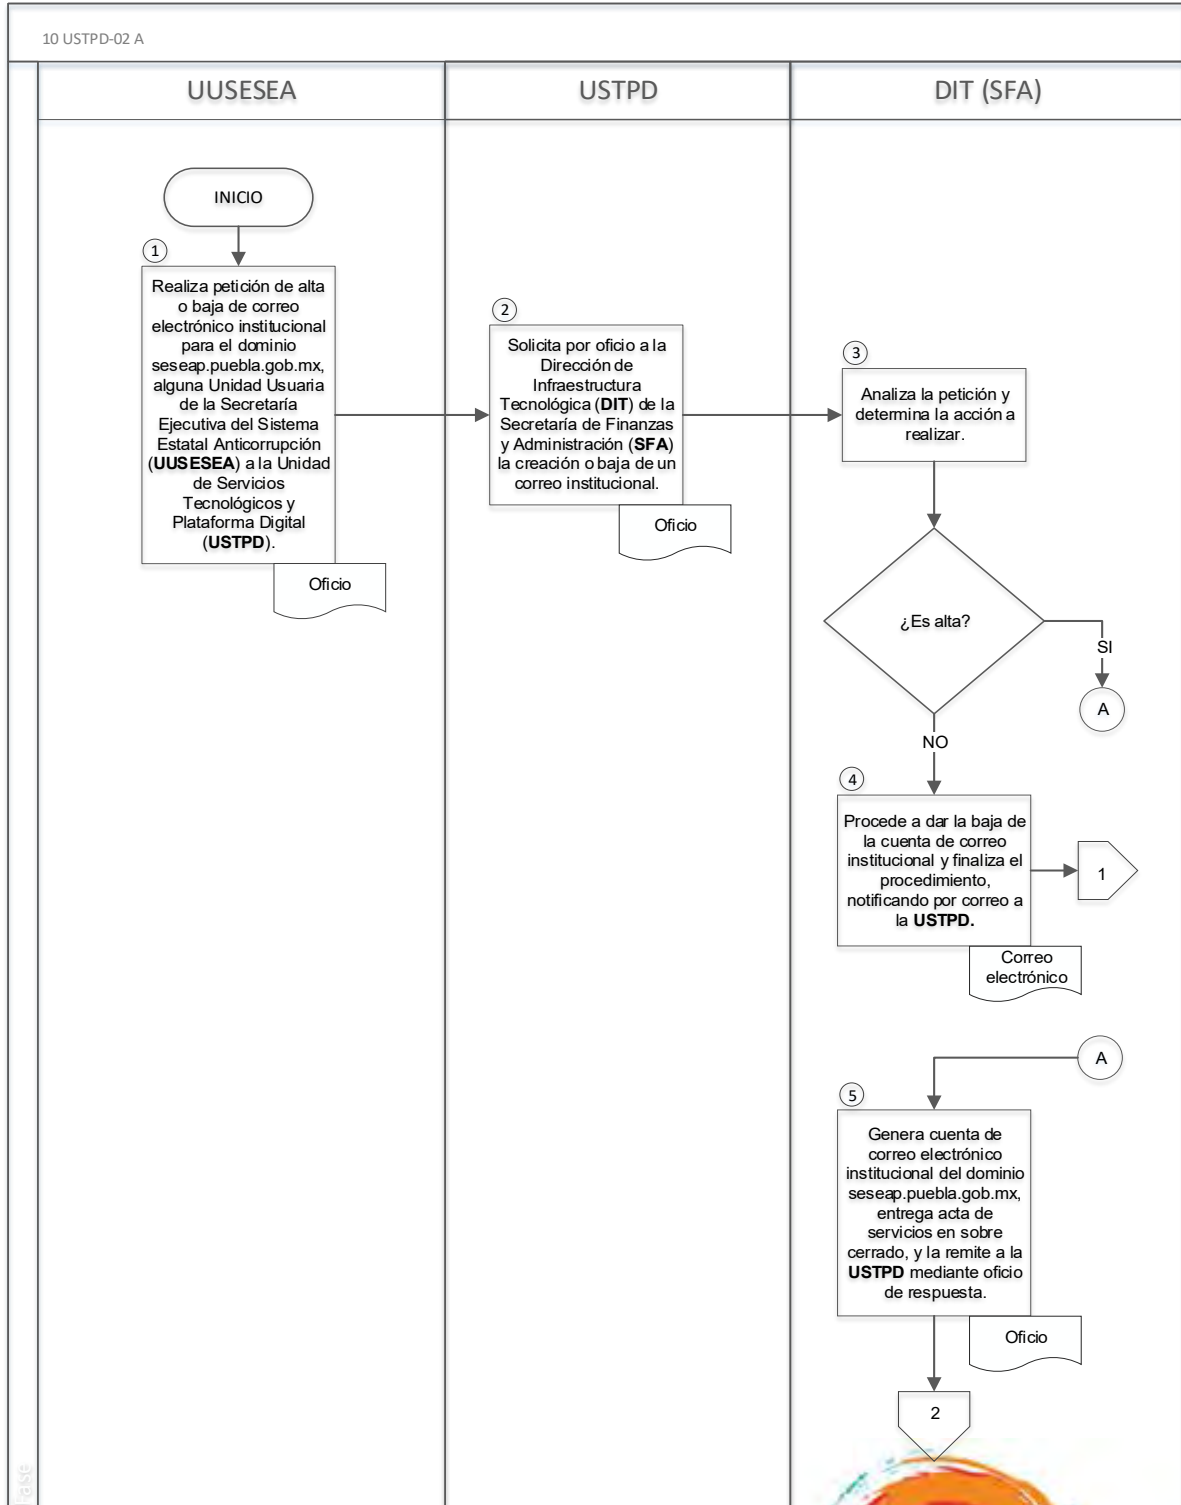 10 USTPD-02 A
UUSESEA
USTPD
DIT (SFA)
INICIO
1
Realiza petición de alta
o baja de correo
electrónico institucional
para el dominio
seseap.puebla.gob.mx,
alguna Unidad Usuaria
de la Secretaría
Ejecutiva del Sistema
Estatal Anticorrupción
(UUSESEA) a la Unidad
de Servicios
Tecnológicos y
Plataforma Digital
(USTPD).
Oficio
2
Solicita por oficio a la
Dirección de
Infraestructura
Tecnológica (DIT) de la
Secretaría de Finanzas
y Administración (SFA)
la creación o baja de un
correo institucional.
Oficio
3
Analiza la petición y
determina la acción a
realizar.
¿Es alta?
SI
A
NO
4
Procede a dar la baja de
la cuenta de correo
institucional y finaliza el
procedimiento,
notificando por correo a
la USTPD.
1
Correo
electrónico
A
5
Genera cuenta de
correo electrónico
institucional del dominio
seseap.puebla.gob.mx,
entrega acta de
servicios en sobre
cerrado, y la remite a la
USTPD mediante oficio
de respuesta.
Oficio
2
Fase